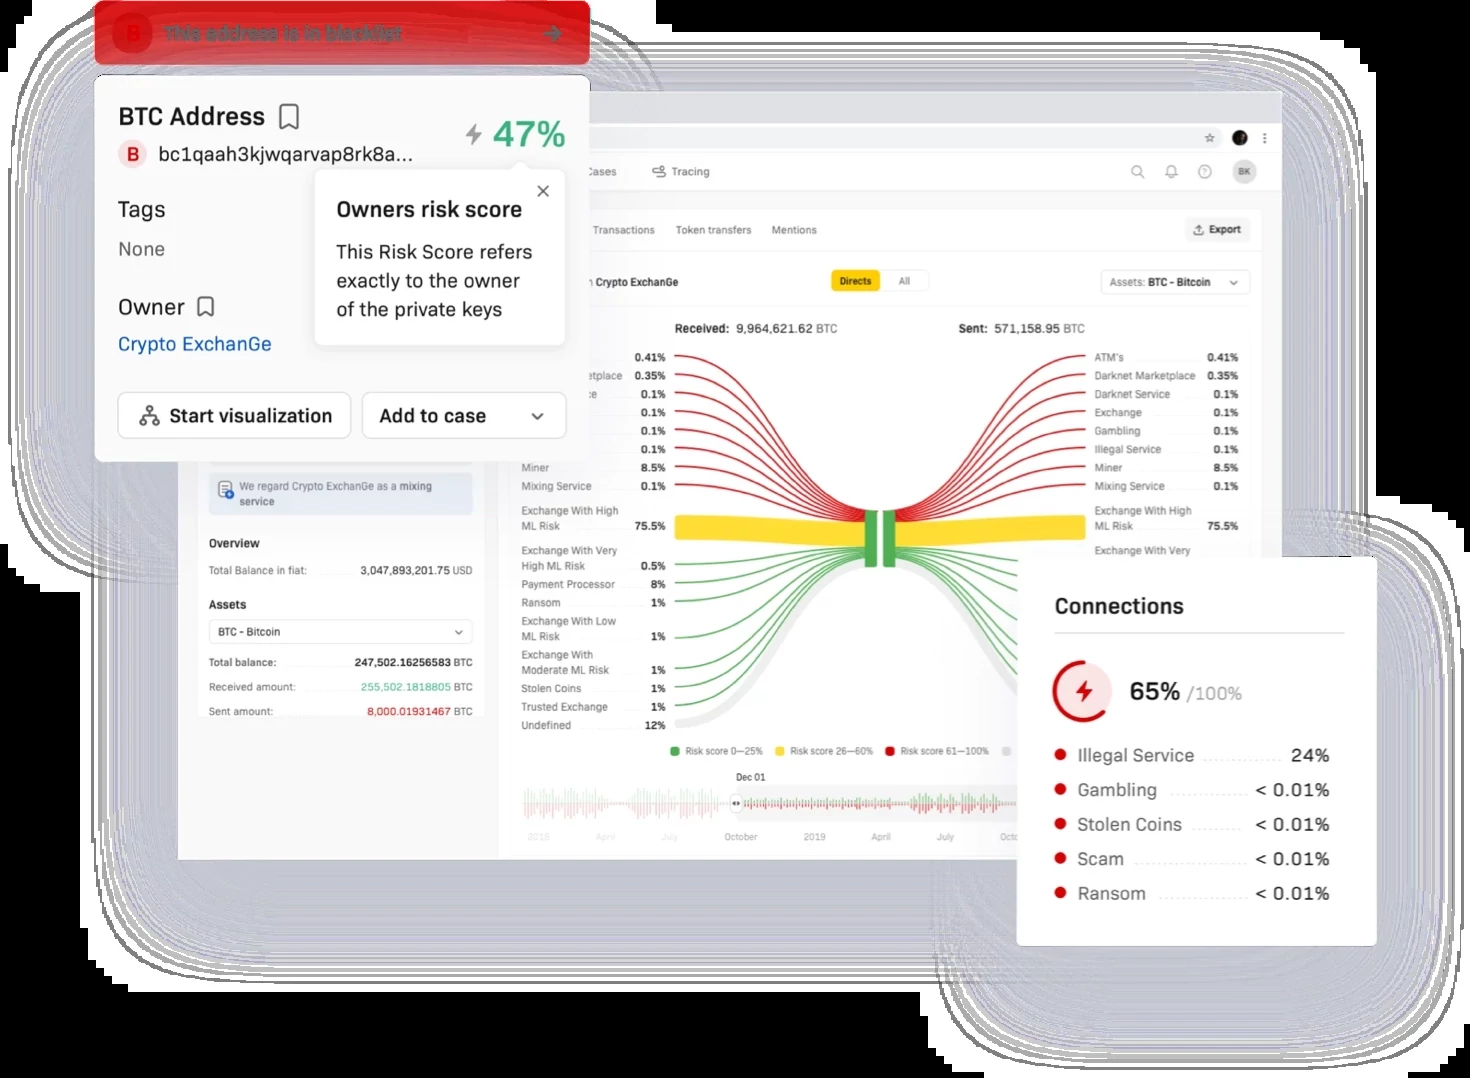 B This address is in blacklist
BTC Address
47%
B bc1qaah3kjwqarvap8rk8a...
Tags
None
Owners risk score
This Risk Score refers
exactly to the owner
of the private keys
Owner
Crypto ExchanGe
Start visualization
Add to case
Cases
Tracing
BK
Transactions
Token transfers
Mentions
Export
Crypto ExchanGe
Directs
All
Assets: BTC - Bitcoin
Received: 9,964,621.62 BTC
Sent: 571,158.95 BTC
0.41%
etplace 0.35%
ce 0.1%
0.1%
0.1%
0.1%
Miner 8.5%
Mixing Service 0.1%
Exchange With High
ML Risk 75.5%
Exchange With Very
High ML Risk 0.5%
Payment Processor 8%
Ransom 1%
Exchange With Low
ML Risk 1%
Exchange With
Moderate ML Risk 1%
Stolen Coins 1%
Trusted Exchange 1%
Undefined 12%
ATM's 0.41%
Darknet Marketplace 0.35%
Darknet Service 0.1%
Exchange 0.1%
Gambling 0.1%
Illegal Service 0.1%
Miner 8.5%
Mixing Service 0.1%
Exchange With High
ML Risk 75.5%
Exchange With Very
We regard Crypto ExchanGe as a mixing
service
Overview
Total Balance in fiat: 3,047,893,201.75 USD
Assets
BTC - Bitcoin
Total balance: 247,502.16256583 BTC
Received amount: 255,502.1818805 BTC
Sent amount: 8,000.01931467 BTC
Risk score 0—25%
Risk score 26—60%
Risk score 61—100%
Dec 01
2018 April July October 2019 April July Octo
Connections
65% /100%
Illegal Service 24%
Gambling < 0.01%
Stolen Coins < 0.01%
Scam < 0.01%
Ransom < 0.01%